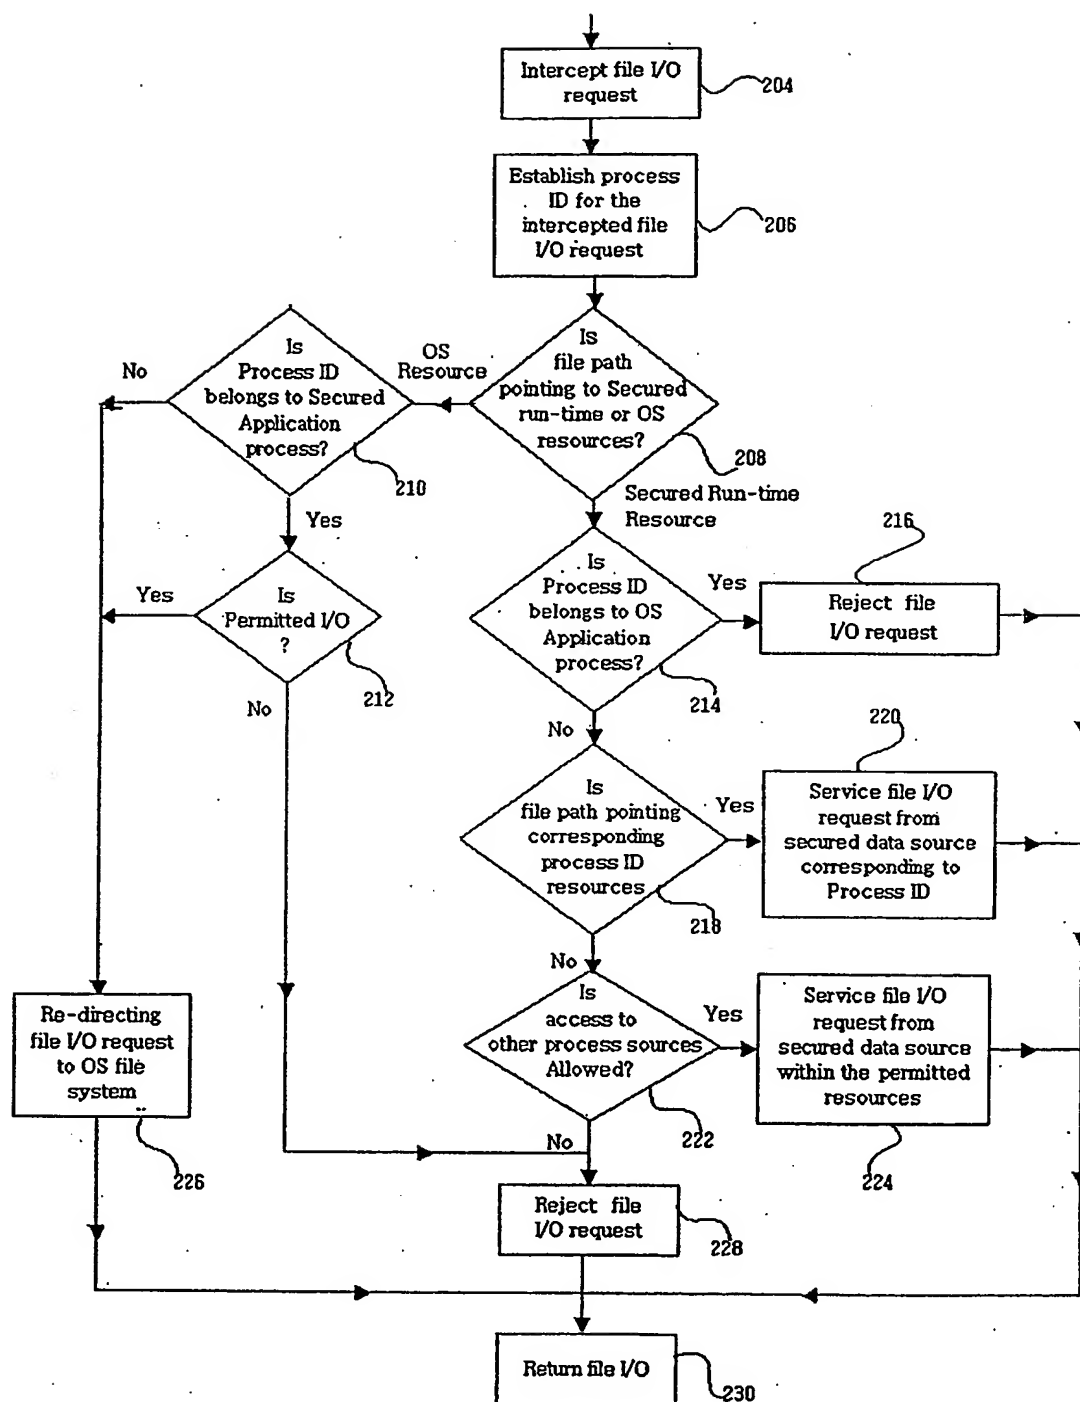 Intercept file I/O
request
204
Establish process
ID for the
intercepted file
I/O request
206
Is
file path
pointing to Secured
run-time or OS
resources?
208
OS
Resource
Is
Process ID
belongs to Secured
Application
process?
210
No
Yes
Secured Run-time
Resource
Is
Permitted I/O
?
212
Yes
No
Is
Process ID
belongs to OS
Application
process?
214
Yes
216
Reject file
I/O request
No
Is
file path pointing
corresponding
process ID
resources
218
Yes
220
Service file I/O
request from
secured data source
corresponding to
Process ID
No
Is
access to
other process sources
Allowed?
222
Yes
Service file I/O
request from
secured data source
within the permitted
resources
224
Re-directing
file I/O request
to OS file
system
226
No
Reject file
I/O request
228
Return file I/O
230